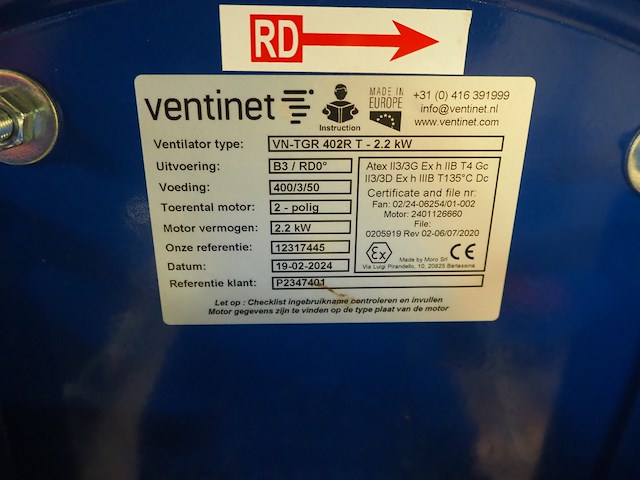 RD
ventinet
Instruction
MADE IN
EUROPE
+31 (0) 416 391999
info@ventinet.nl
www.ventinet.com
Ventilator type: VN-TGR 402R T - 2.2 kW
Uitvoering: B3 / RD0°
Voeding: 400/3/50
Toerental motor: 2 - polig
Motor vermogen: 2.2 kW
Onze referentie: 12317445
Datum: 19-02-2024
Referentie klant: P2347401
Atex II3/3G Ex h IIB T4 Gc
II3/3D Ex h IIIB T135°C Dc
Certificate and file nr:
Fan: 02/24-06254/01-002
Motor: 2401126660
File:
0205919 Rev 02-06/07/2020
Ex
CE
Made by Moro Srl
Via Luigi Pirandello, 10, 20825 Barlassina
Let op : Checklist ingebruikname controleren en invullen
Motor gegevens zijn te vinden op de type plaat van de motor